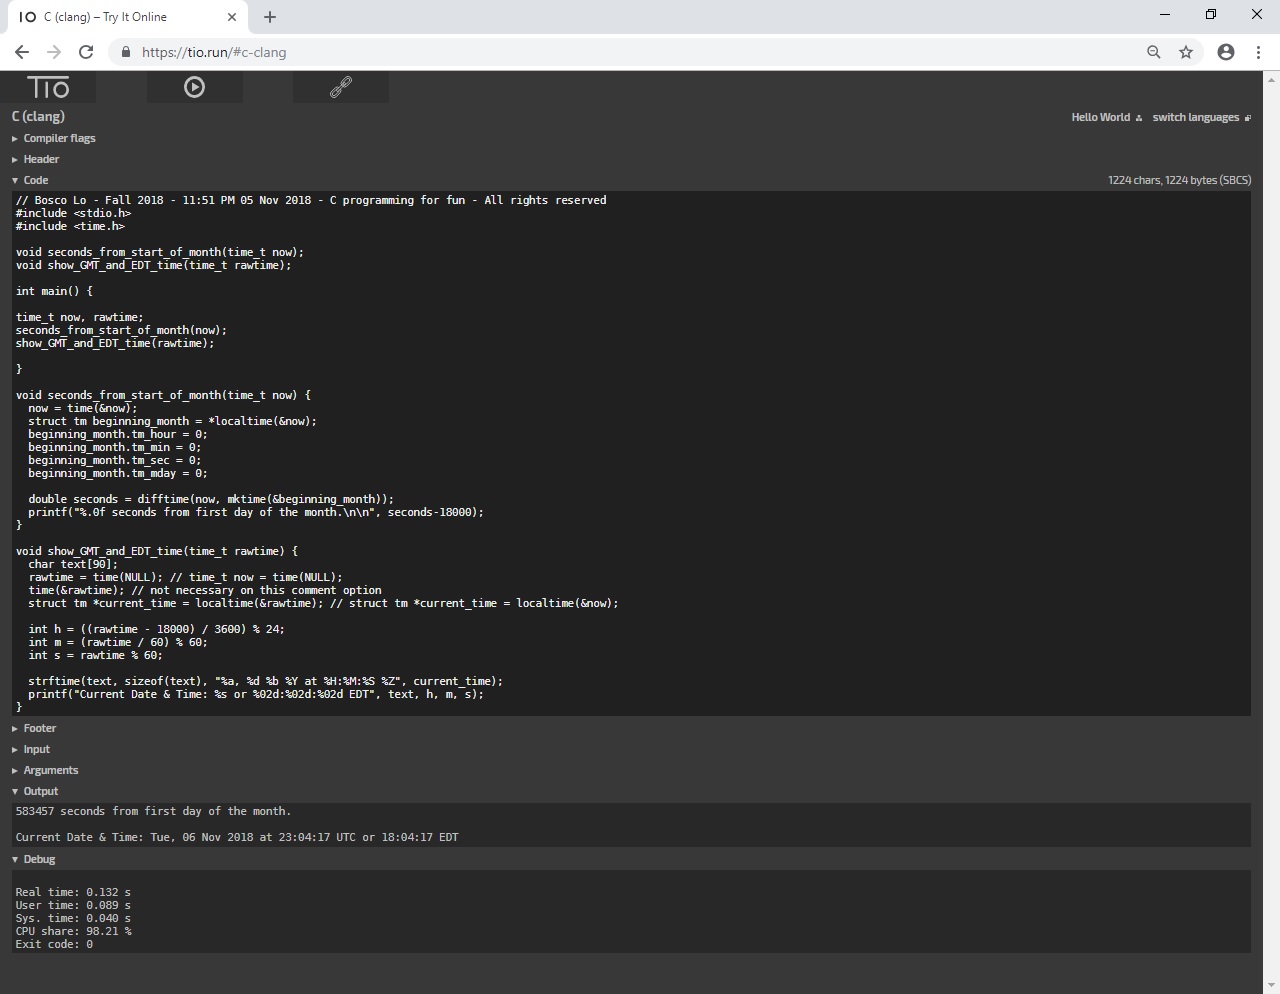 C (clang) – Try It Online
https://tio.run/#c-clang
TIO
C (clang)
Hello World switch languages
Compiler flags
Header
Code
1224 chars, 1224 bytes (SBCS)
// Bosco Lo - Fall 2018 - 11:51 PM 05 Nov 2018 - C programming for fun - All rights reserved
#include <stdio.h>
#include <time.h>
void seconds_from_start_of_month(time_t now);
void show_GMT_and_EDT_time(time_t rawtime);
int main() {
time_t now, rawtime;
seconds_from_start_of_month(now);
show_GMT_and_EDT_time(rawtime);
}
void seconds_from_start_of_month(time_t now) {
  now = time(&now);
  struct tm beginning_month = *localtime(&now);
  beginning_month.tm_hour = 0;
  beginning_month.tm_min = 0;
  beginning_month.tm_sec = 0;
  beginning_month.tm_mday = 0;
  double seconds = difftime(now, mktime(&beginning_month));
  printf("%.0f seconds from first day of the month.\n\n", seconds-18000);
}
void show_GMT_and_EDT_time(time_t rawtime) {
  char text[90];
  rawtime = time(NULL); // time_t now = time(NULL);
  time(&rawtime); // not necessary on this comment option
  struct tm *current_time = localtime(&rawtime); // struct tm *current_time = localtime(&now);
  int h = ((rawtime - 18000) / 3600) % 24;
  int m = (rawtime / 60) % 60;
  int s = rawtime % 60;
  strftime(text, sizeof(text), "%a, %d %b %Y at %H:%M:%S %Z", current_time);
  printf("Current Date & Time: %s or %02d:%02d:%02d EDT", text, h, m, s);
}
Footer
Input
Arguments
Output
583457 seconds from first day of the month.
Current Date & Time: Tue, 06 Nov 2018 at 23:04:17 UTC or 18:04:17 EDT
Debug
Real time: 0.132 s
User time: 0.089 s
Sys. time: 0.040 s
CPU share: 98.21 %
Exit code: 0